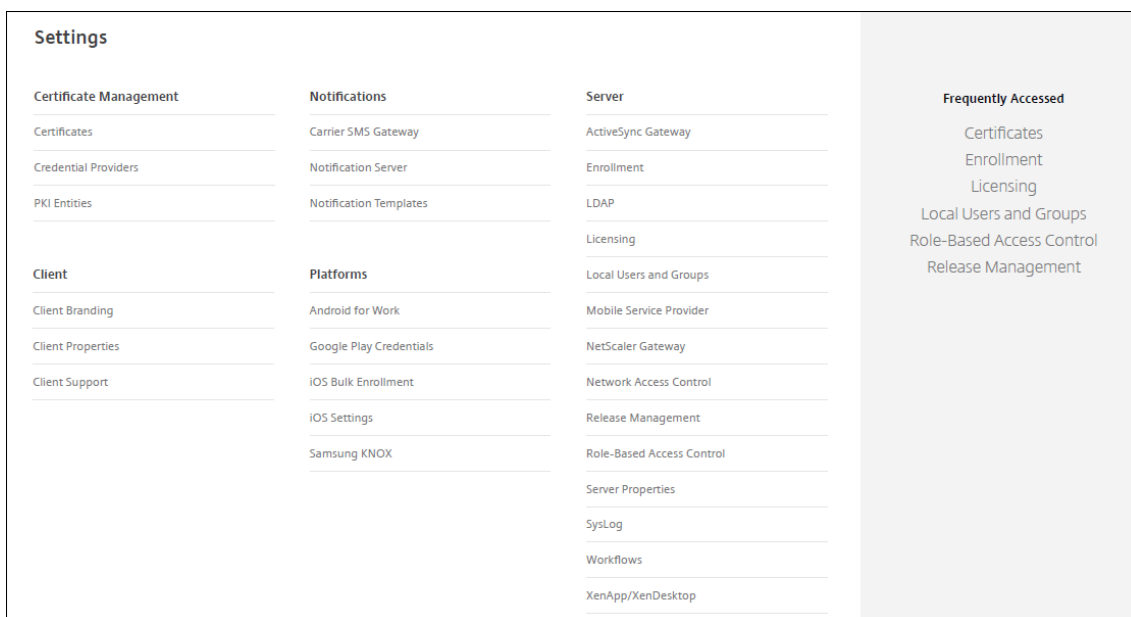 Settings
Certificate Management
Certificates
Credential Providers
PKI Entities
Client
Client Branding
Client Properties
Client Support
Notifications
Carrier SMS Gateway
Notification Server
Notification Templates
Platforms
Android for Work
Google Play Credentials
iOS Bulk Enrollment
iOS Settings
Samsung KNOX
Server
ActiveSync Gateway
Enrollment
LDAP
Licensing
Local Users and Groups
Mobile Service Provider
NetScaler Gateway
Network Access Control
Release Management
Role-Based Access Control
Server Properties
SysLog
Workflows
XenApp/XenDesktop
Frequently Accessed
Certificates
Enrollment
Licensing
Local Users and Groups
Role-Based Access Control
Release Management